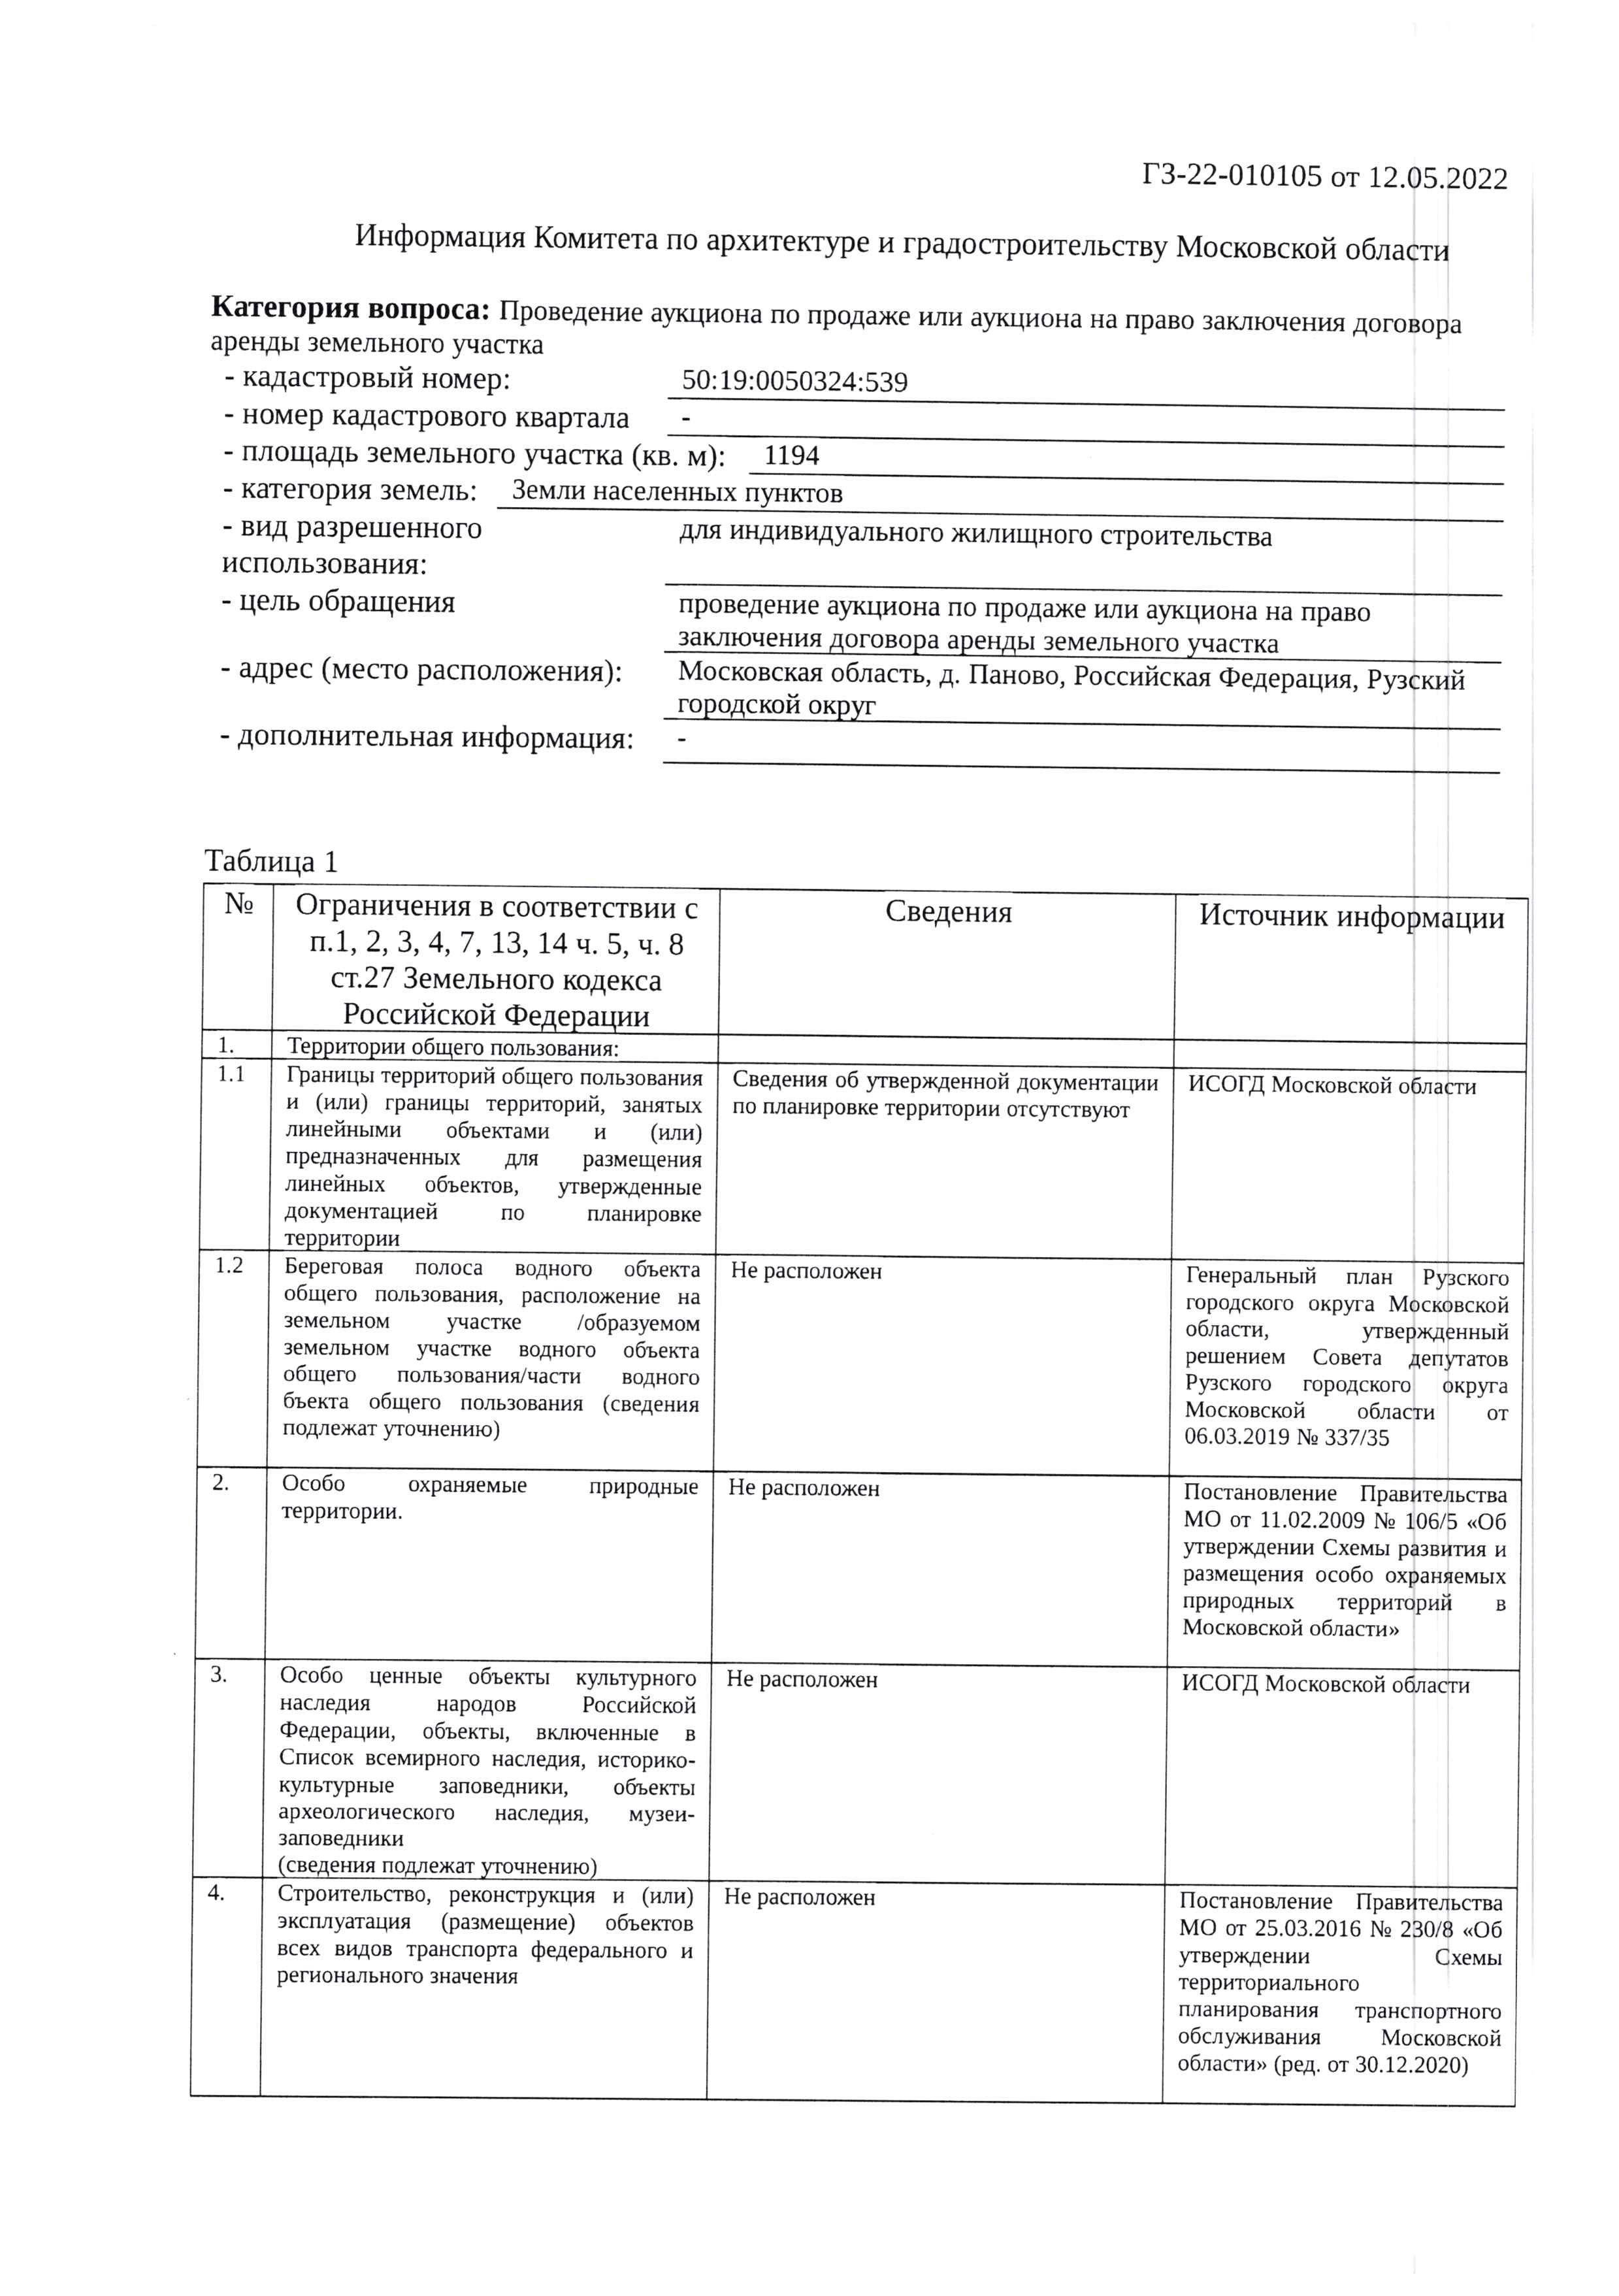 ГЗ-22-010105 от 12.05.2022
Информация Комитета по архитектуре и градостроительству Московской области
Категория вопроса: Проведение аукциона по продаже или аукциона на право заключения договора
аренды земельного участка
- кадастровый номер: 50:19:0050324:539
- номер кадастрового квартала -
- площадь земельного участка (кв. м): 1194
- категория земель: Земли населенных пунктов
- вид разрешенного для индивидуального жилищного строительства
использования:
- цель обращения проведение аукциона по продаже или аукциона на право
заключения договора аренды земельного участка
- адрес (место расположения): Московская область, д. Паново, Российская Федерация, Рузский
городской округ
- дополнительная информация: -
Таблица 1
№
Ограничения в соответствии с
п.1, 2, 3, 4, 7, 13, 14 ч. 5, ч. 8
ст.27 Земельного кодекса
Российской Федерации
Сведения
Источник информации
1.
Территории общего пользования:
1.1
Границы территорий общего пользования
и (или) границы территорий, занятых
линейными объектами и (или)
предназначенных для размещения
линейных объектов, утвержденные
документацией по планировке
территории
Сведения об утвержденной документации
по планировке территории отсутствуют
ИСОГД Московской области
1.2
Береговая полоса водного объекта
общего пользования, расположение на
земельном участке /образуемом
земельном участке водного объекта
общего пользования/части водного
бъекта общего пользования (сведения
подлежат уточнению)
Не расположен
Генеральный план Рузского
городского округа Московской
области, утвержденный
решением Совета депутатов
Рузского городского округа
Московской области от
06.03.2019 № 337/35
2.
Особо охраняемые природные
территории.
Не расположен
Постановление Правительства
МО от 11.02.2009 № 106/5 «Об
утверждении Схемы развития и
размещения особо охраняемых
природных территорий в
Московской области»
3.
Особо ценные объекты культурного
наследия народов Российской
Федерации, объекты, включенные в
Список всемирного наследия, историко-
культурные заповедники, объекты
археологического наследия, музеи-
заповедники
(сведения подлежат уточнению)
Не расположен
ИСОГД Московской области
4.
Строительство, реконструкция и (или)
эксплуатация (размещение) объектов
всех видов транспорта федерального и
регионального значения
Не расположен
Постановление Правительства
МО от 25.03.2016 № 230/8 «Об
утверждении Схемы
территориального
планирования транспортного
обслуживания Московской
области» (ред. от 30.12.2020)